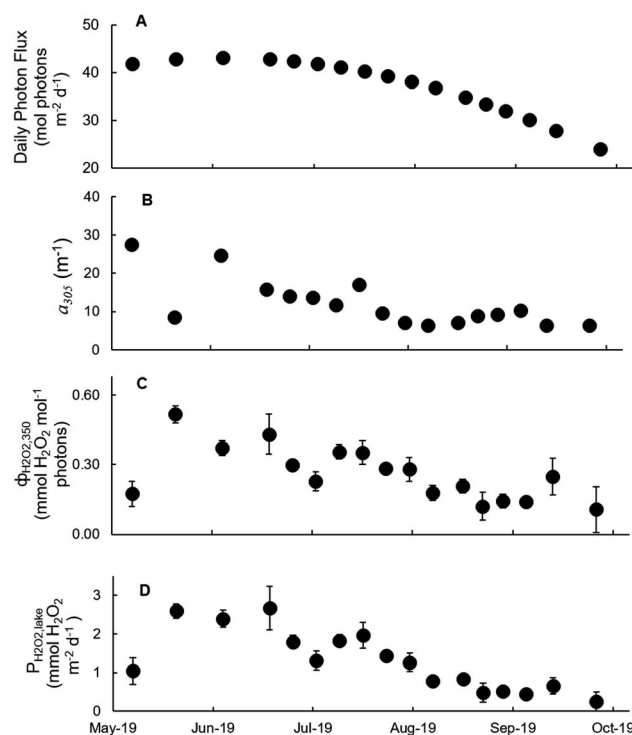 A
Daily Photon Flux
(mol photons
m-2 d-1)
50
40
30
20
B
a305 (m-1)
40
30
20
10
0
C
ΦH2O2,350
(mmol H2O2 mol-1
photons)
0.60
0.30
0.00
D
PH2O2,lake
(mmol H2O2
m-2 d-1)
3
2
1
0
May-19 Jun-19 Jul-19 Aug-19 Sep-19 Oct-19